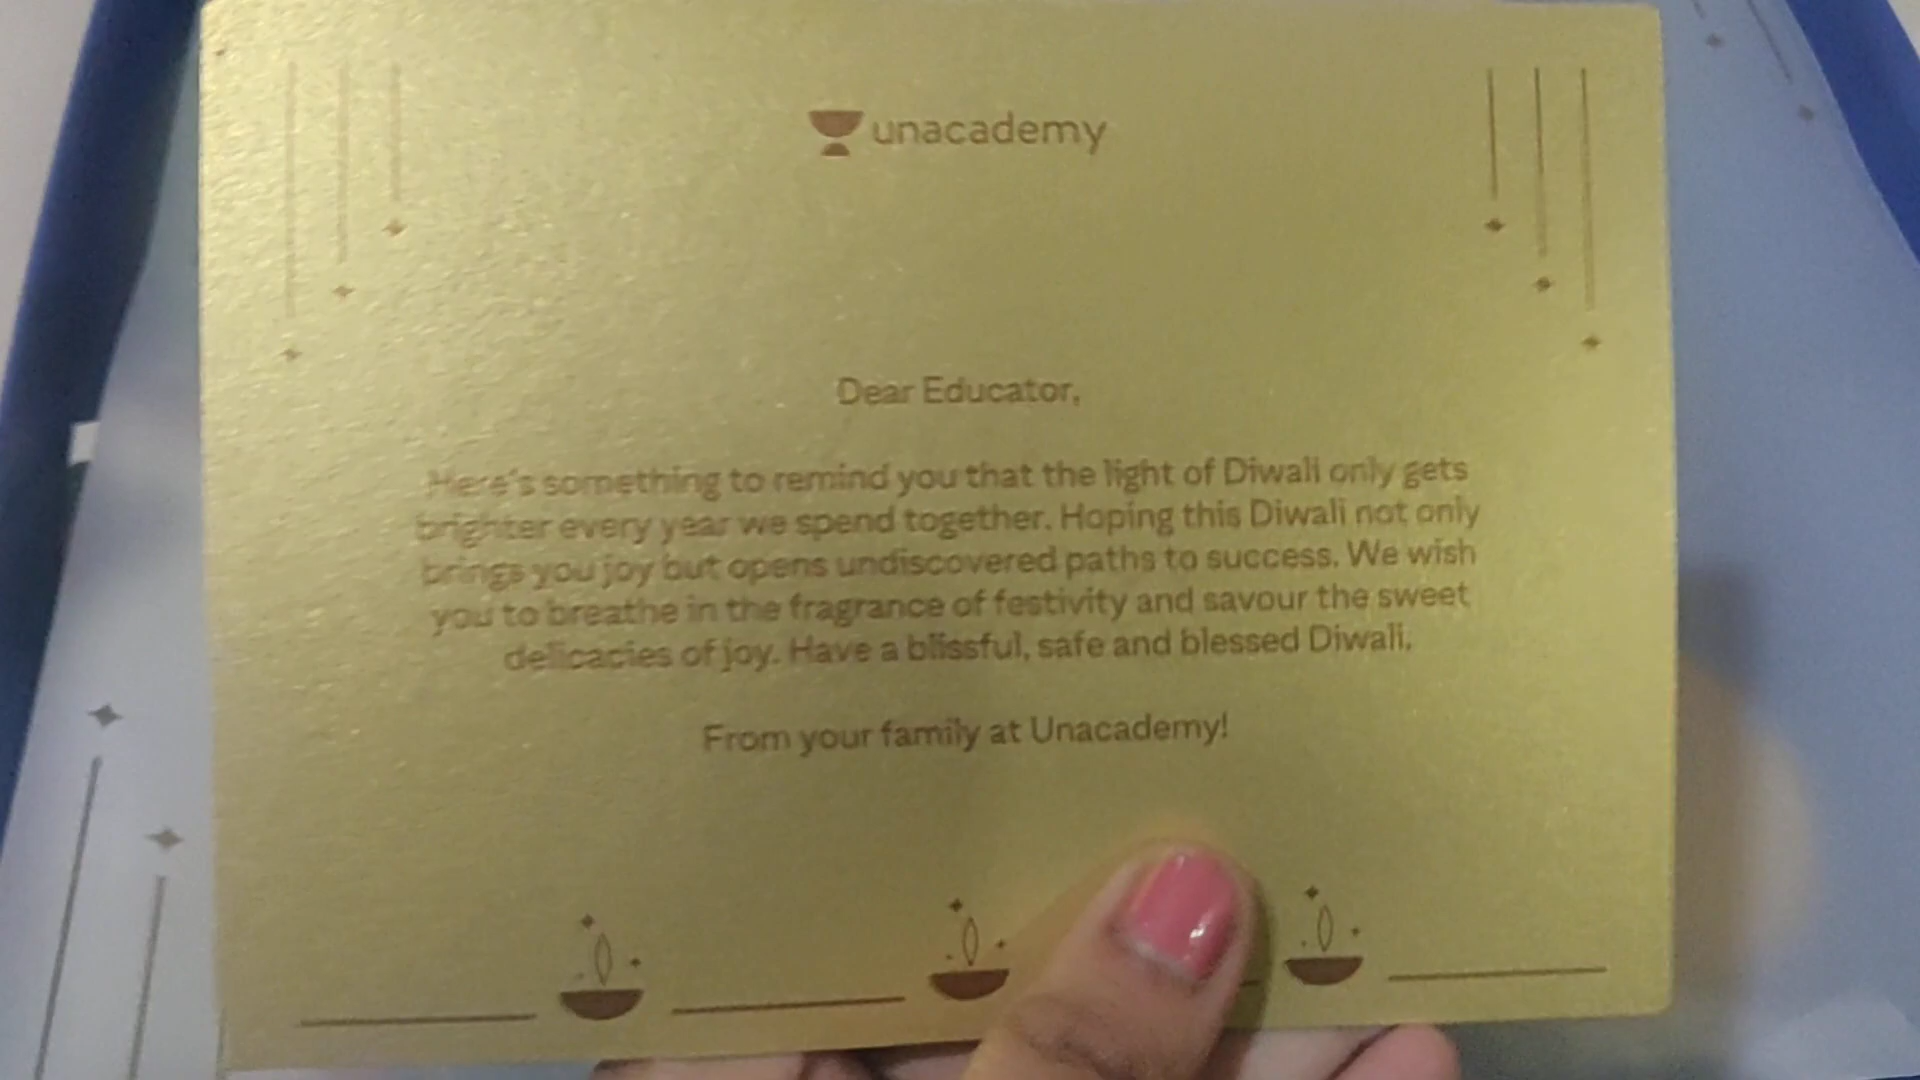 unacademy
Dear Educator,
Here's something to remind you that the light of Diwali only gets
brighter every year we spend together. Hoping this Diwali not only
brings you joy but opens undiscovered paths to success. We wish
you to breathe in the fragrance of festivity and savour the sweet
delicacies of joy. Have a blissful, safe and blessed Diwali.
From your family at Unacademy!